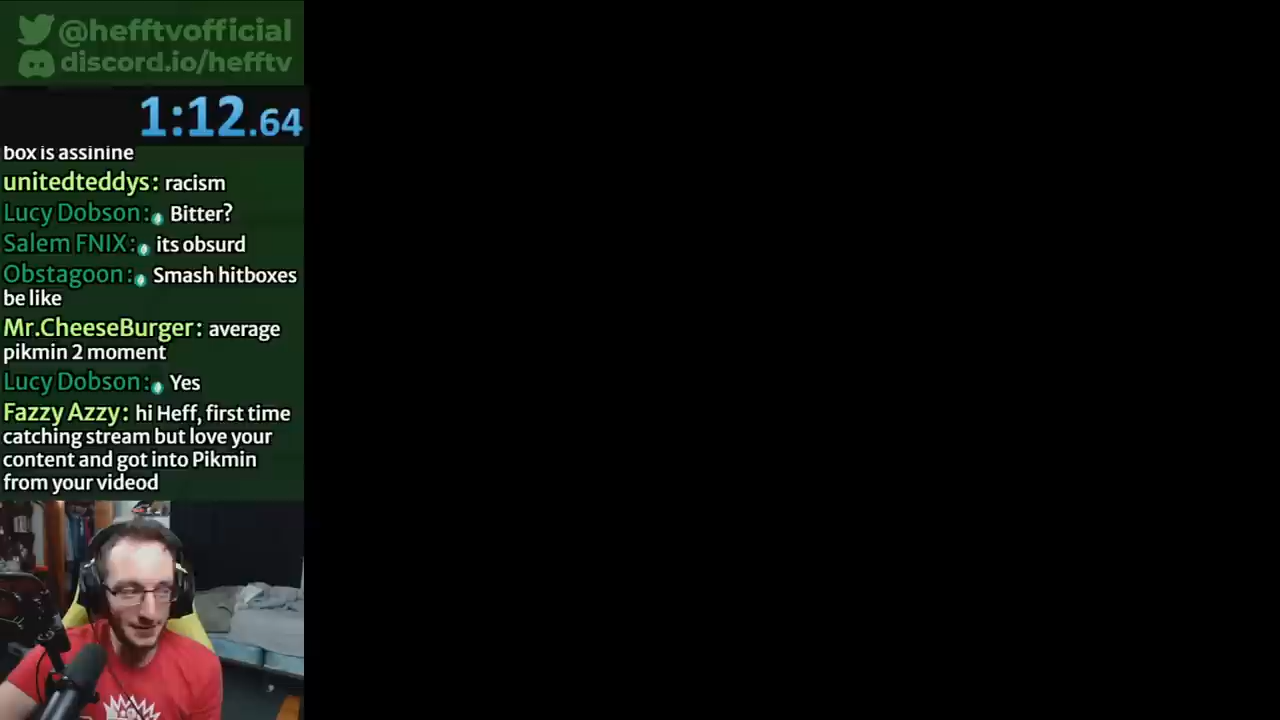 @hefftvofficial
discord.io/hefftv
1:12.64
box is assinine
unitedteddys: racism
Lucy Dobson: Bitter?
Salem FNIX: its obsurd
Obstagoon: Smash hitboxes
be like
Mr.CheeseBurger: average
pikmin 2 moment
Lucy Dobson: Yes
Fazzy Azzy: hi Heff, first time
catching stream but love your
content and got into Pikmin
from your videod